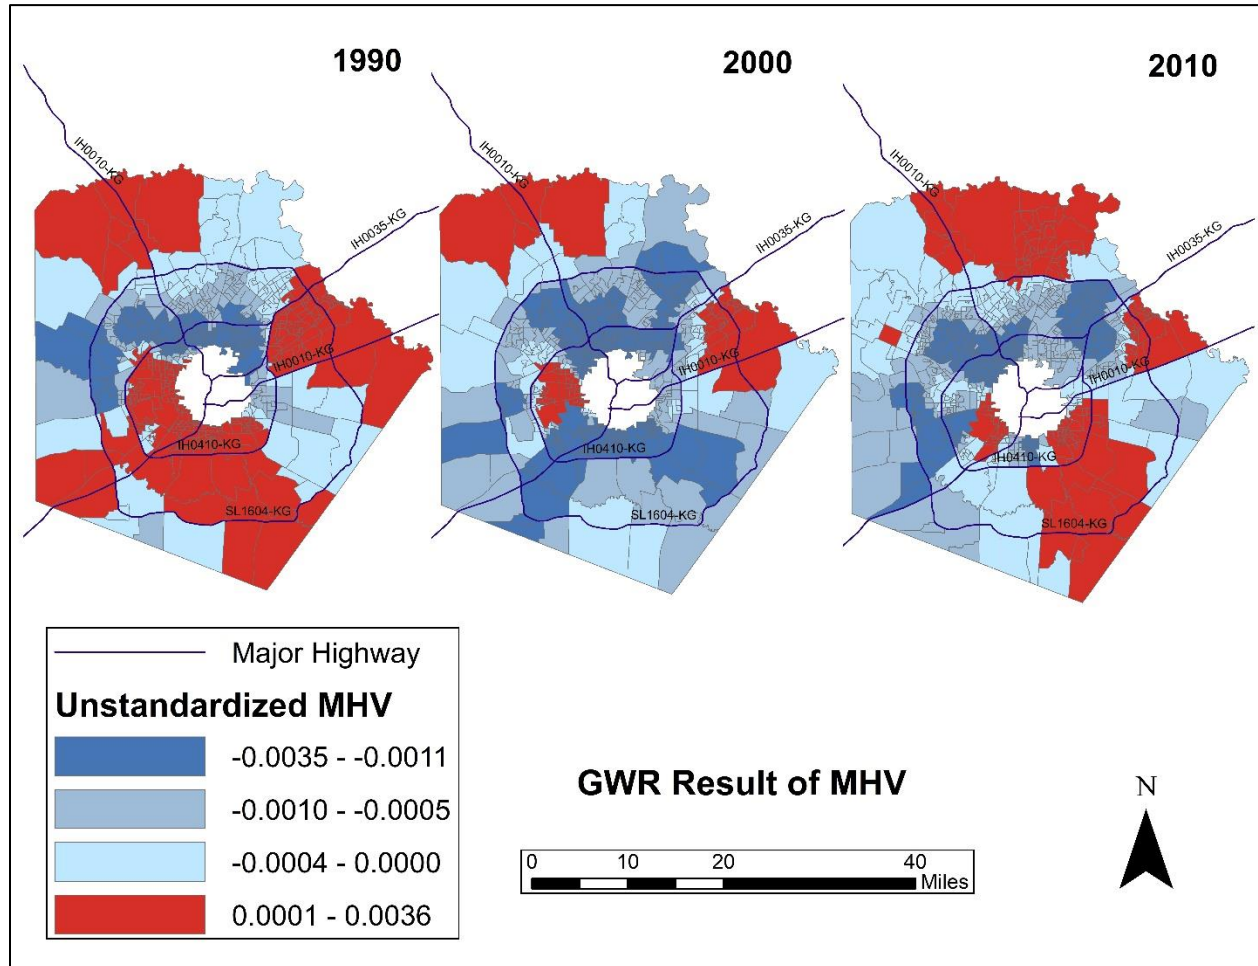 1990
2000
2010
IH0010-KG
IH0035-KG
IH0010-KG
IH0410-KG
SL1604-KG
IH0010-KG
IH0035-KG
IH0010-KG
IH0410-KG
SL1604-KG
IH0010-KG
IH0035-KG
IH0010-KG
IH0410-KG
SL1604-KG
Major Highway
Unstandardized MHV
-0.0035 - -0.0011
-0.0010 - -0.0005
-0.0004 - 0.0000
0.0001 - 0.0036
GWR Result of MHV
0 10 20 40
Miles
N